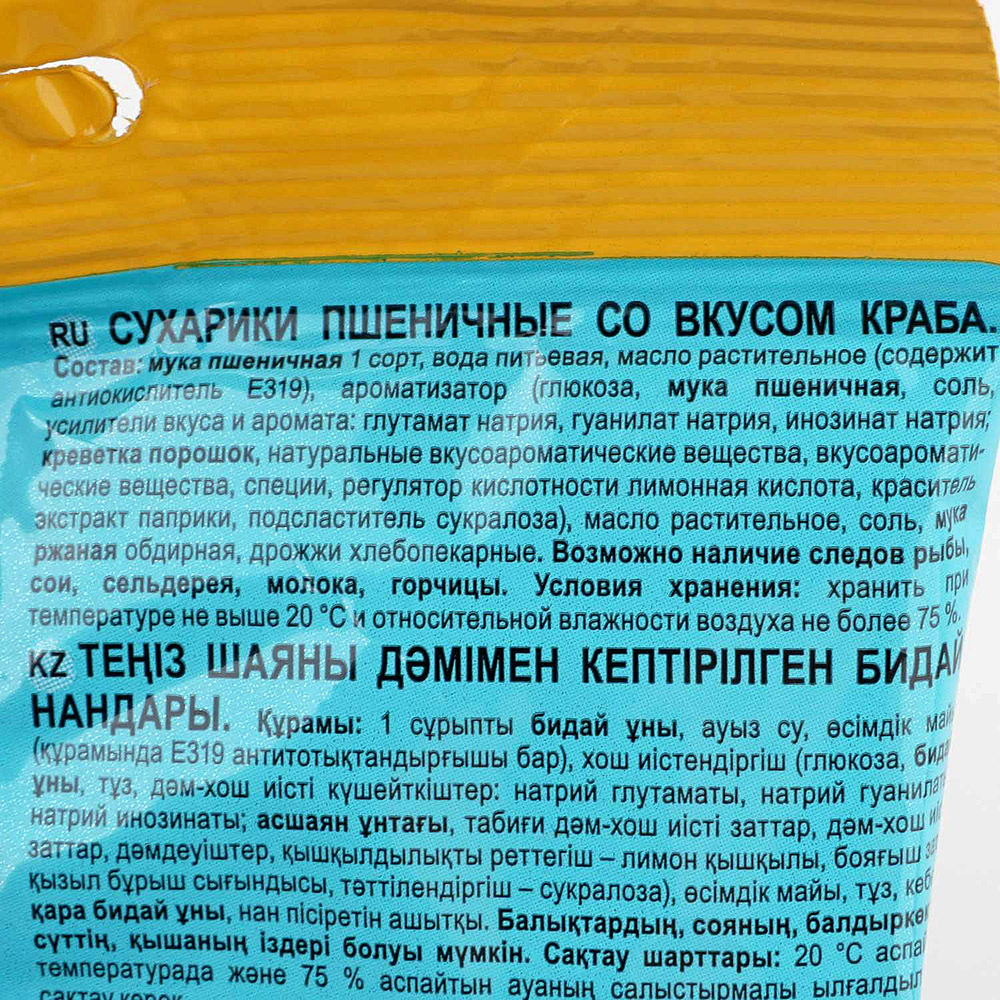 RU СУХАРИКИ ПШЕНИЧНЫЕ СО ВКУСОМ КРАБА.
Состав: мука пшеничная 1 сорт, вода питьевая, масло растительное (содержит
антиокислитель Е319), ароматизатор (глюкоза, мука пшеничная, соль,
усилители вкуса и аромата: глутамат натрия, гуанилат натрия, инозинат натрия;
креветка порошок, натуральные вкусоароматические вещества, вкусоаромати-
ческие вещества, специи, регулятор кислотности лимонная кислота, краситель
экстракт паприки, подсластитель сукралоза), масло растительное, соль, мука
ржаная обдирная, дрожжи хлебопекарные. Возможно наличие следов рыбы,
сои, сельдерея, молока, горчицы. Условия хранения: хранить при
температуре не выше 20 °С и относительной влажности воздуха не более 75 %.
KZ ТЕҢІЗ ШАЯНЫ ДӘМІМЕН КЕПТІРІЛГЕН БИДАЙ
НАНДАРЫ. Құрамы: 1 сұрыпты бидай ұны, ауыз су, өсімдік
(құрамында Е319 антитотықтандырғышы бар), хош иістендіргіш (глюкоза,
ұны, тұз, дәм-хош иісті күшейткіштер: натрий глутаматы, натрий
натрий инозинаты; асшаян ұнтағы, табиғи дәм-хош иісті заттар, дәм-хош
заттар, дәмдеуіштер, қышқылдылықты реттегіш – лимон қышқылы, бояғыш
қызыл бұрыш сығындысы, тәттілендіргіш – сукралоза), өсімдік майы, тұз,
қара бидай ұны, нан пісіретін ашытқы. Балықтардың, сояның,
сүттің, қышаның іздері болуы мүмкін. Сақтау шарттары: 20 °С
температурада және 75 % аспайтын ауаның салыстырмалы